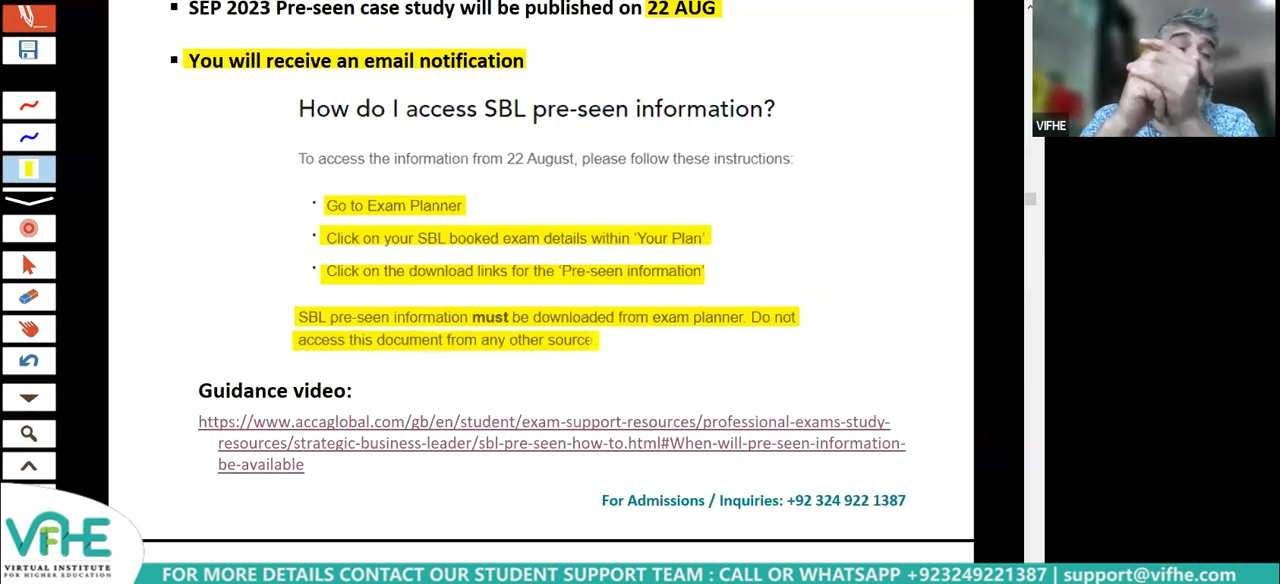 SEP 2023 Pre-seen case study will be published on 22 AUG
You will receive an email notification
How do I access SBL pre-seen information?
To access the information from 22 August, please follow these instructions:
Go to Exam Planner
Click on your SBL booked exam details within 'Your Plan'
Click on the download links for the 'Pre-seen information'
SBL pre-seen information must be downloaded from exam planner. Do not
access this document from any other source.
Guidance video:
https://www.accaglobal.com/gb/en/student/exam-support-resources/professional-exams-study-
resources/strategic-business-leader/sbl-pre-seen-how-to.html#When-will-pre-seen-information-
be-available
For Admissions / Inquiries: +92 324 922 1387
VIFHE
VIFHE
VIRTUAL INSTITUTE
FOR HIGHER EDUCATION
FOR MORE DETAILS CONTACT OUR STUDENT SUPPORT TEAM : CALL OR WHATSAPP +923249221387 | support@vifhe.com